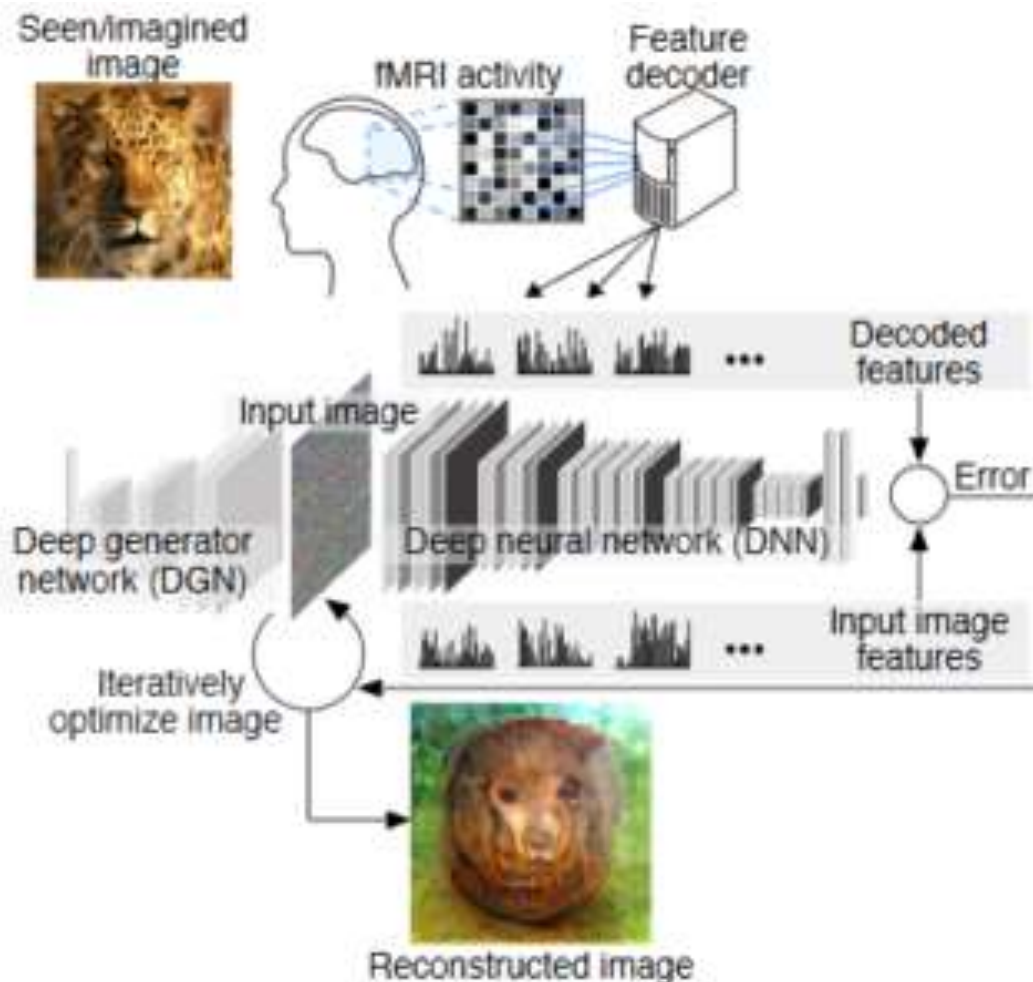 Seen/Imagined
image
fMRI activity
Feature
decoder
Decoded
features
Input image
Error
Deep generator
network (DGN)
Deep neural network (DNN)
Input image
features
Iteratively
optimize image
Reconstructed image